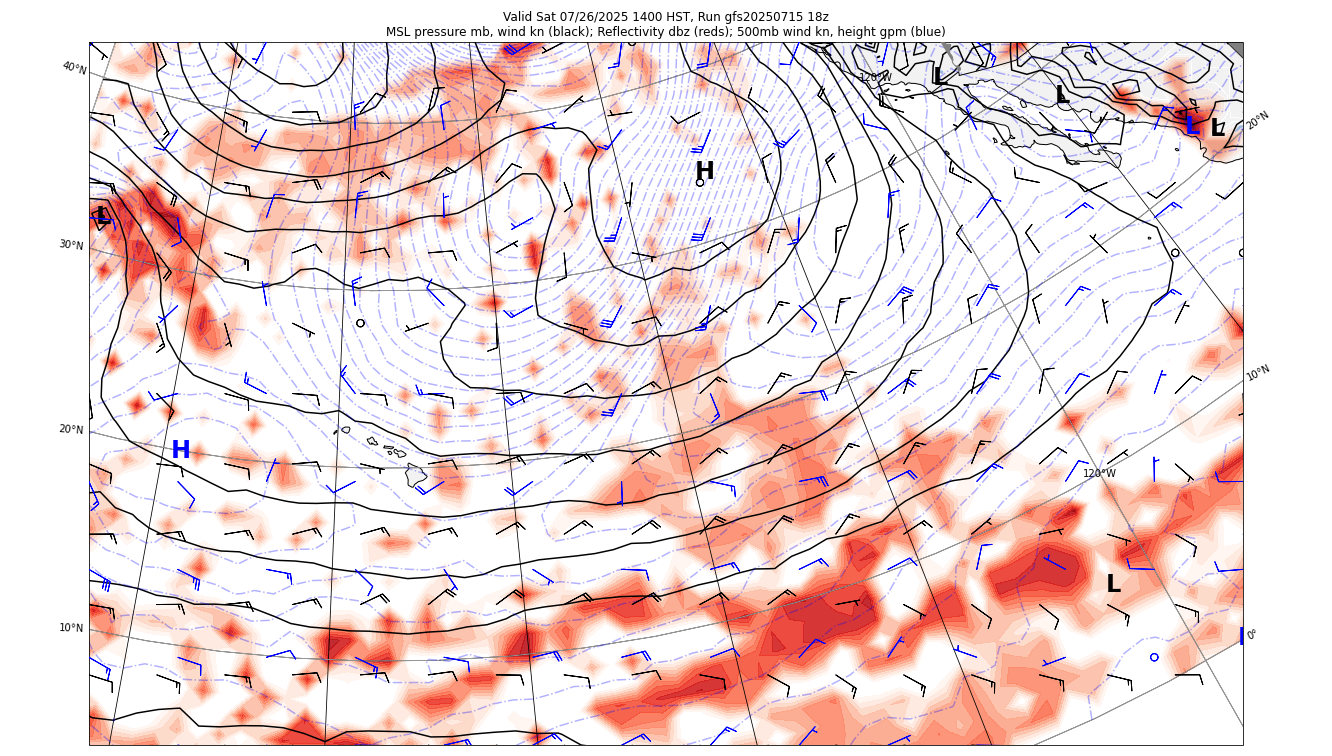 Valid Sat 07/26/2025 1400 HST, Run gfs20250715 18z
MSL pressure mb, wind kn (black); Reflectivity dbz (reds); 500mb wind kn, height gpm (blue)
40°N
120°W
L
L
L
L
20°N
H
L
30°N
10°N
20°N
H
120°W
L
10°N
0°